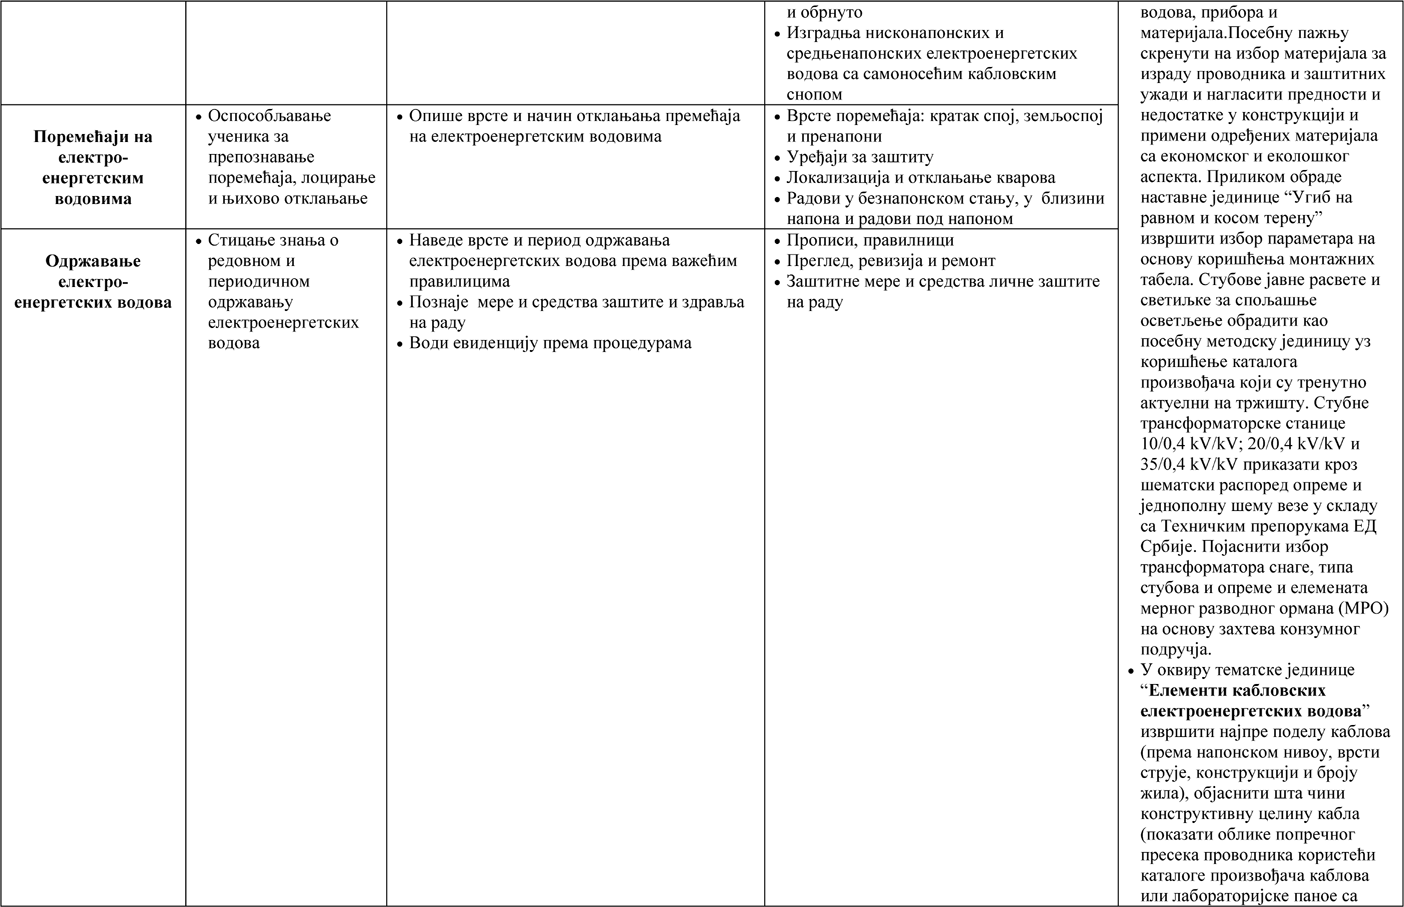 и обрнуто
• Изградња нисконапонских и
средњенапонских електроенергетских
водова са самоносећим кабловским
снопом
Поремећаји на
електро-
енергетским
водовима
• Оспособљавање
ученика за
препознавање
поремећаја, лоцирање
и њихово отклањање
• Опише врсте и начин отклањања премећаја
на електроенергетским водовима
• Врсте поремећаја: кратак спој, земљоспој
и пренапони
• Уређаји за заштиту
• Локализација и отклањање кварова
• Радови у безнапонском стању, у близини
напона и радови под напоном
Одржавање
електро-
енергетских водова
• Стицање знања о
редовном и
периодичном
одржавању
електроенергетских
водова
• Наведе врсте и период одржавања
електроенергетских водова према важећим
правилицима
• Познаје мере и средства заштите и здравља
на раду
• Води евиденцију према процедурама
• Прописи, правилници
• Преглед, ревизија и ремонт
• Заштитне мере и средства личне заштите
на раду
водова, прибора и
материјала.Посебну пажњу
скренути на избор материјала за
израду проводника и заштитних
ужади и нагласити предности и
недостатке у конструкцији и
примени одређених материјала
са економског и еколошког
аспекта. Приликом обраде
наставне јединице “Угиб на
равном и косом терену”
извршити избор параметара на
основу коришћења монтажних
табела. Стубове јавне расвете и
светиљке за спољашње
осветљење обрадити као
посебну методску јединицу уз
коришћење каталога
произвођача који су тренутно
актуелни на тржишту. Стубне
трансформаторске станице
10/0,4 kV/kV; 20/0,4 kV/kV и
35/0,4 kV/kV приказати кроз
шематски распоред опреме и
једнополну шему везе у складу
са Техничким препорукама ЕД
Србије. Појаснити избор
трансформатора снаге, типа
стубова и опреме и елемената
мерног разводног ормана (МРО)
на основу захтева конзумног
подручја.
• У оквиру тематске јединице
“Елементи кабловских
електроенергетских водова”
извршити најпре поделу каблова
(према напонском нивоу, врсти
струје, конструкцији и броју
жила), објаснити шта чини
конструктивну целину кабла
(показати облике попречног
пресека проводника користећи
каталоге произвођача каблова
или лабораторијске паное са